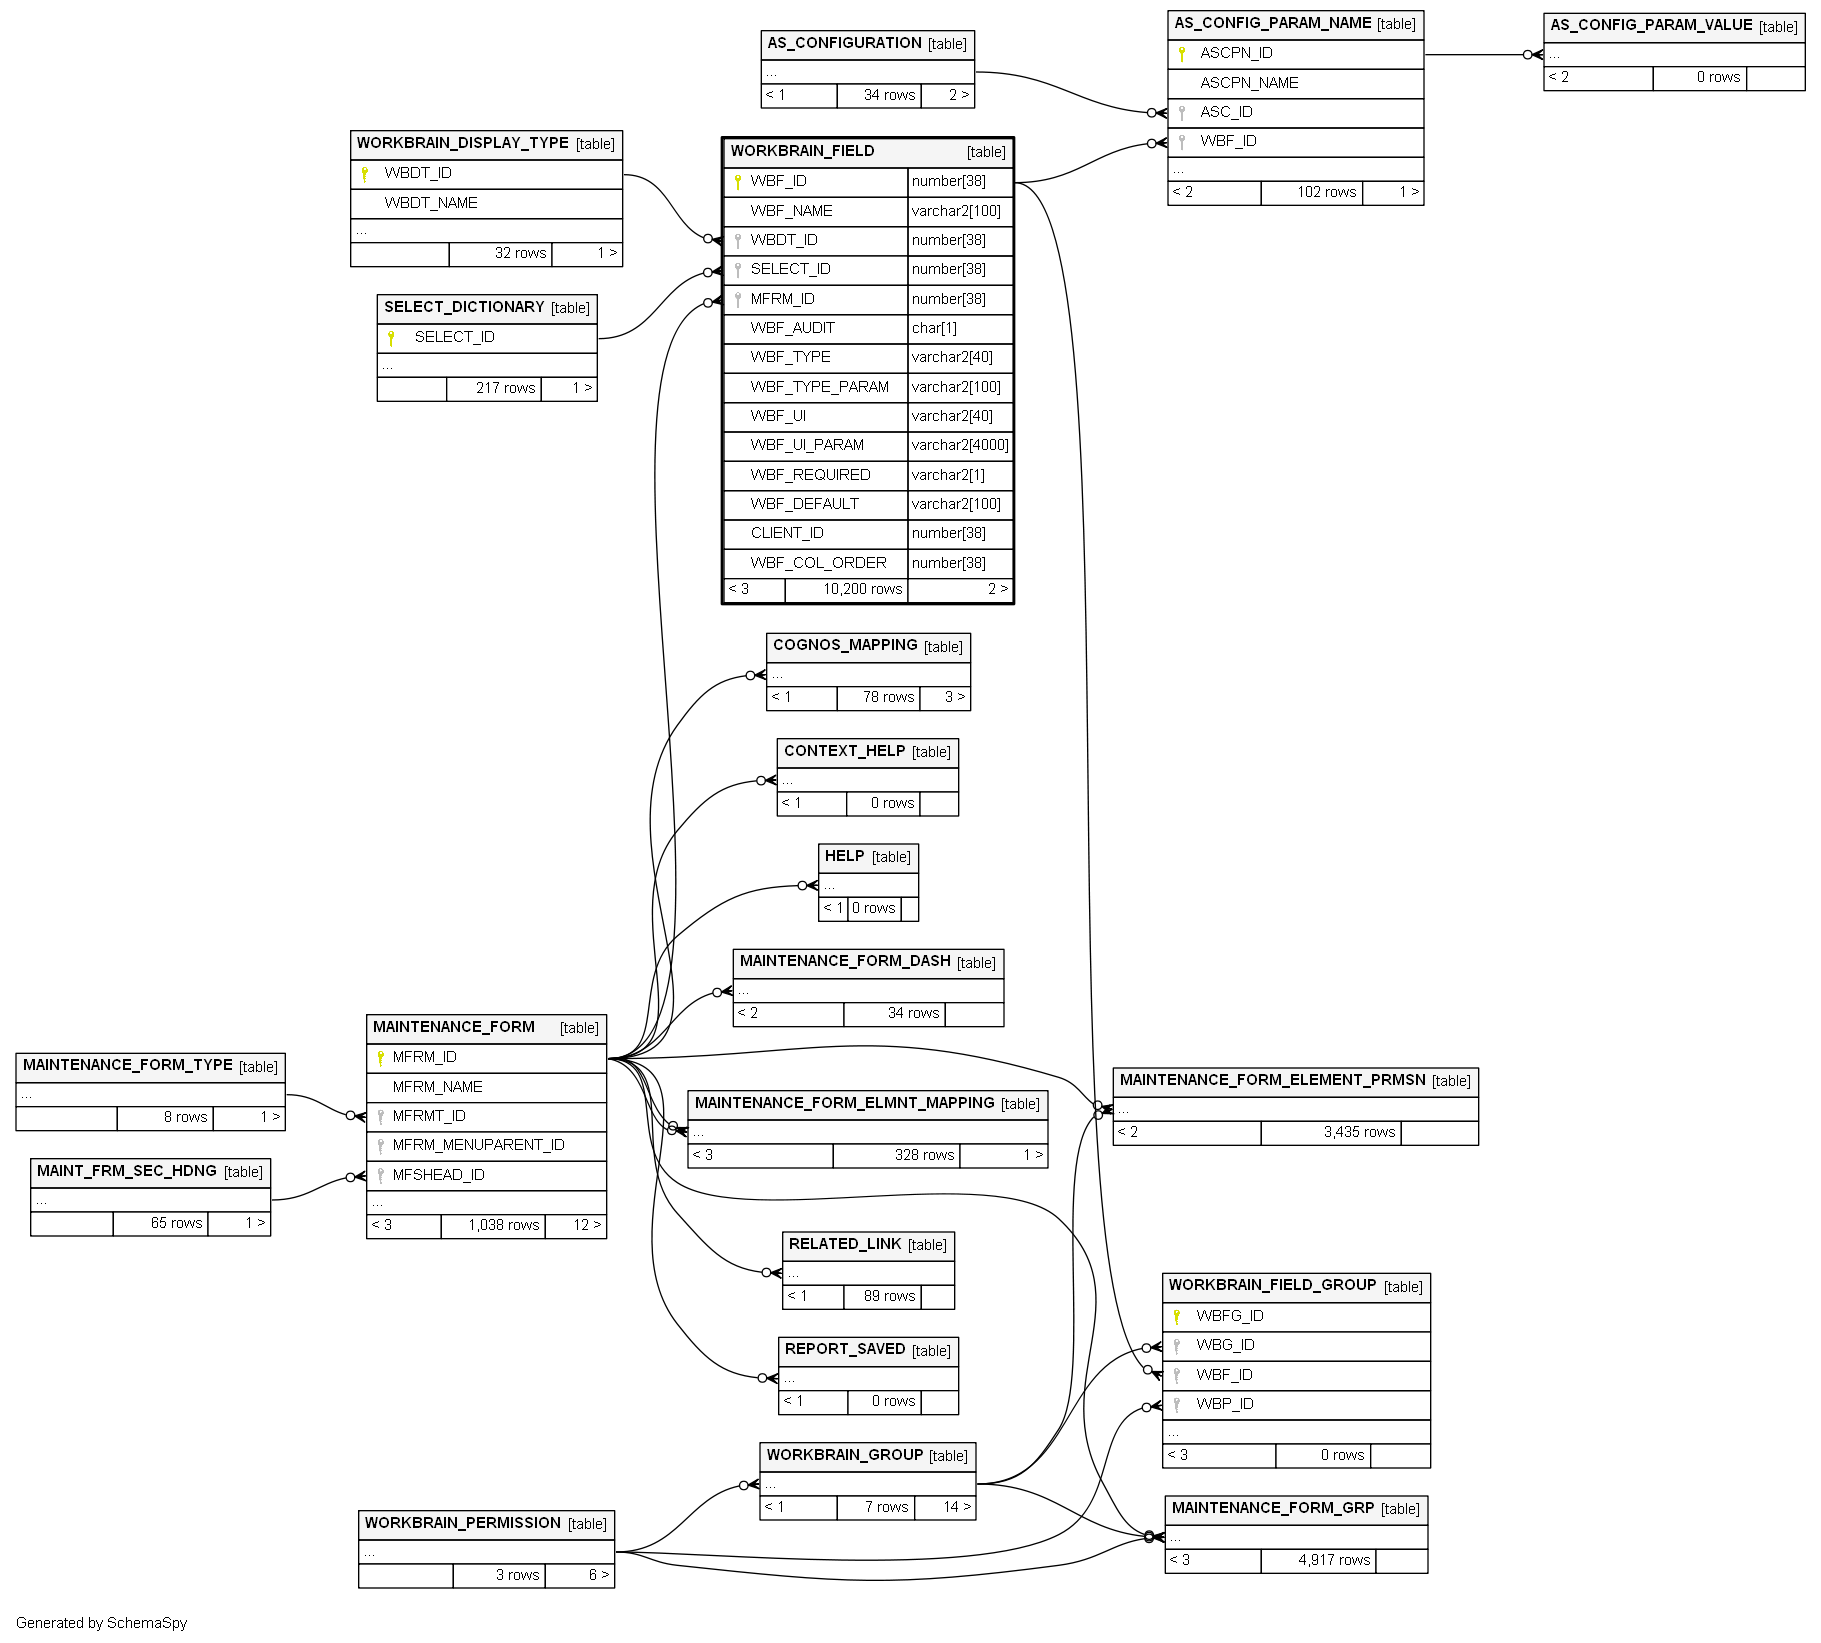 AS_CONFIGURATION [table]
...
< 1 34 rows 2 >
AS_CONFIG_PARAM_NAME [table]
ASCPN_ID
ASCPN_NAME
ASC_ID
WBF_ID
...
< 2 102 rows 1 >
AS_CONFIG_PARAM_VALUE [table]
...
< 2 0 rows
WORKBRAIN_DISPLAY_TYPE [table]
WBDT_ID
WBDT_NAME
...
32 rows 1 >
SELECT_DICTIONARY [table]
SELECT_ID
...
217 rows 1 >
WORKBRAIN_FIELD [table]
WBF_ID number[38]
WBF_NAME varchar2[100]
WBDT_ID number[38]
SELECT_ID number[38]
MFRM_ID number[38]
WBF_AUDIT char[1]
WBF_TYPE varchar2[40]
WBF_TYPE_PARAM varchar2[100]
WBF_UI varchar2[40]
WBF_UI_PARAM varchar2[4000]
WBF_REQUIRED varchar2[1]
WBF_DEFAULT varchar2[100]
CLIENT_ID number[38]
WBF_COL_ORDER number[38]
< 3 10,200 rows 2 >
COGNOS_MAPPING [table]
...
< 1 78 rows 3 >
CONTEXT_HELP [table]
...
< 1 0 rows
HELP [table]
...
< 1 0 rows
MAINTENANCE_FORM_DASH [table]
...
< 2 34 rows
MAINTENANCE_FORM_TYPE [table]
...
8 rows 1 >
MAINT_FRM_SEC_HDNG [table]
...
65 rows 1 >
MAINTENANCE_FORM [table]
MFRM_ID
MFRM_NAME
MFRMT_ID
MFRM_MENUPARENT_ID
MFSHEAD_ID
...
< 3 1,038 rows 12 >
MAINTENANCE_FORM_ELMNT_MAPPING [table]
...
< 3 328 rows 1 >
MAINTENANCE_FORM_ELEMENT_PRMSN [table]
...
< 2 3,435 rows
RELATED_LINK [table]
...
< 1 89 rows
REPORT_SAVED [table]
...
< 1 0 rows
WORKBRAIN_FIELD_GROUP [table]
WBFG_ID
WBG_ID
WBF_ID
WBP_ID
...
< 3 0 rows
WORKBRAIN_GROUP [table]
...
< 1 7 rows 14 >
WORKBRAIN_PERMISSION [table]
...
3 rows 6 >
MAINTENANCE_FORM_GRP [table]
...
< 3 4,917 rows
Generated by SchemaSpy